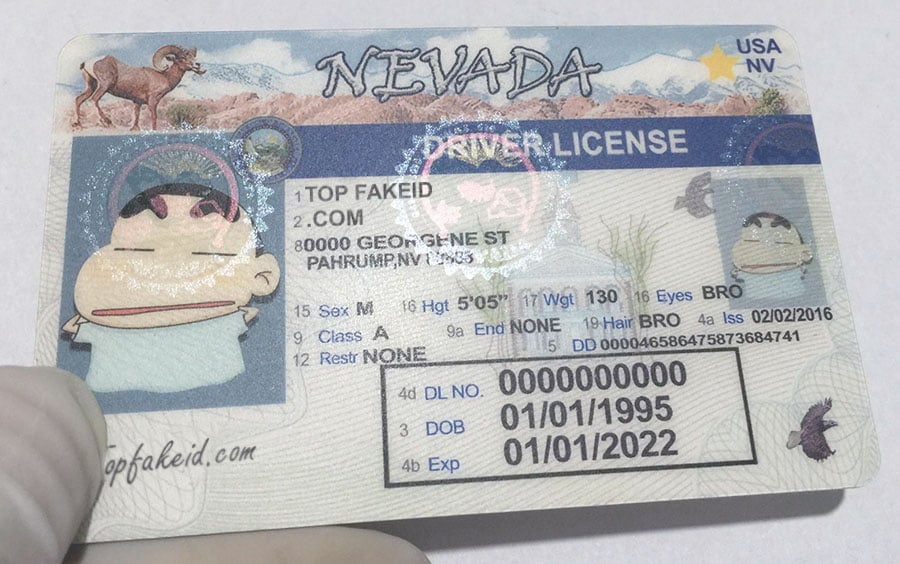 NEVADA
USA
NV
DRIVER LICENSE
1 TOP FAKEID
2 .COM
8 0000 GEORGENE ST
PAHRUMP,NV
15 Sex M 16 Hgt 5'05" 17 Wgt 130 16 Eyes BRO
9 Class A 9a End NONE 19 Hair BRO 4a Iss 02/02/2016
12 Restr NONE 5 DD 000046586475873684741
4d DL NO. 0000000000
3 DOB 01/01/1995
4b Exp 01/01/2022
Topfakeid.com